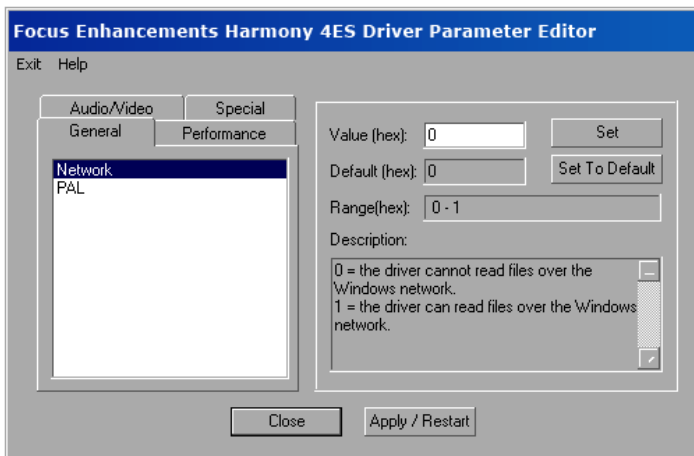 Focus Enhancements Harmony 4ES Driver Parameter Editor
Exit Help
Audio/Video Special
General Performance
Network
PAL
Value (hex): 0 Set
Default (hex): 0 Set To Default
Range(hex): 0 - 1
Description:
0 = the driver cannot read files over the
Windows network.
1 = the driver can read files over the Windows
network.
Close Apply / Restart